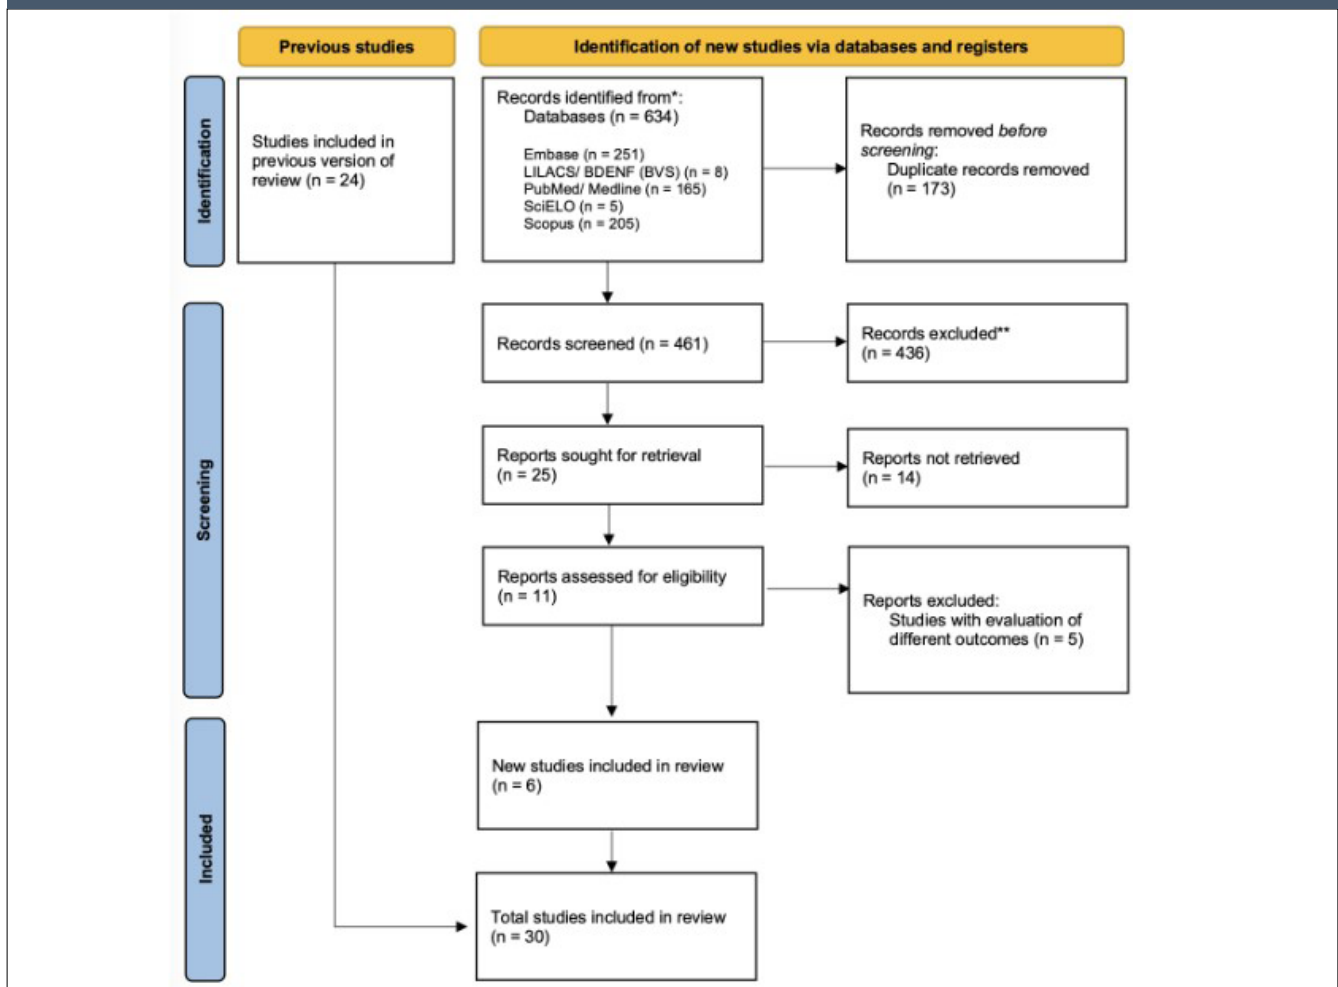 Previous studies
Identification of new studies via databases and registers
Identification
Studies included in
previous version of
review (n = 24)
Records identified from*:
Databases (n = 634)
Embase (n = 251)
LILACS/ BDENF (BVS) (n = 8)
PubMed/ Medline (n = 165)
SciELO (n = 5)
Scopus (n = 205)
Records removed before
screening:
Duplicate records removed
(n = 173)
Screening
Records screened (n = 461)
Records excluded**
(n = 436)
Reports sought for retrieval
(n = 25)
Reports not retrieved
(n = 14)
Reports assessed for eligibility
(n = 11)
Reports excluded:
Studies with evaluation of
different outcomes (n = 5)
Included
New studies included in review
(n = 6)
Total studies included in review
(n = 30)